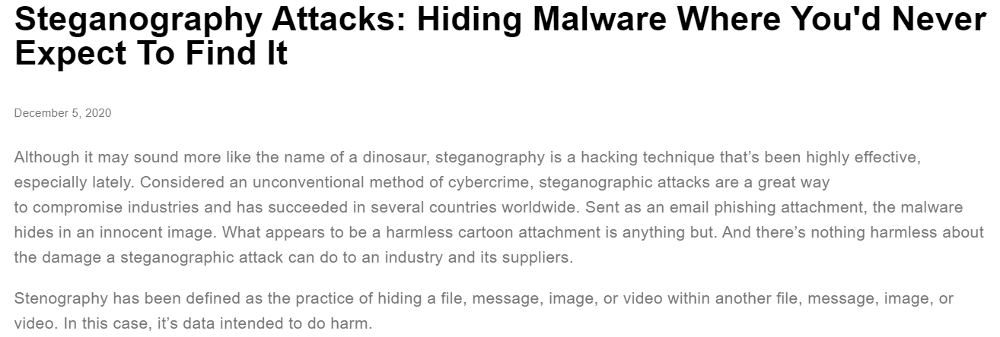 Steganography Attacks: Hiding Malware Where You'd Never
Expect To Find It
December 5, 2020
Although it may sound more like the name of a dinosaur, steganography is a hacking technique that’s been highly effective,
especially lately. Considered an unconventional method of cybercrime, steganographic attacks are a great way
to compromise industries and has succeeded in several countries worldwide. Sent as an email phishing attachment, the malware
hides in an innocent image. What appears to be a harmless cartoon attachment is anything but. And there’s nothing harmless about
the damage a steganographic attack can do to an industry and its suppliers.
Stenography has been defined as the practice of hiding a file, message, image, or video within another file, message, image, or
video. In this case, it’s data intended to do harm.